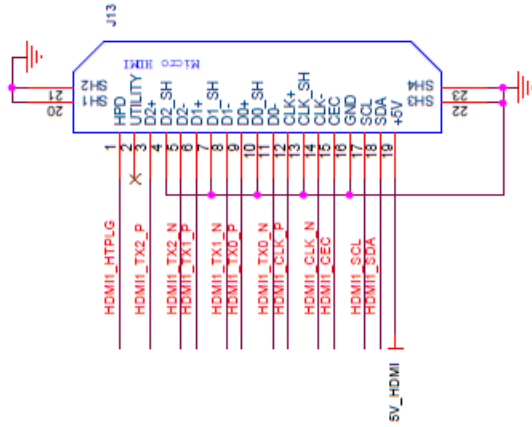 J13
Micro HDMI
SH2
SH1
21
20
SH4
SH3
23
22
HPD
UTILITY
D2+
D2_SH
D2-
D1+
D1_SH
D1-
D0+
D0_SH
D0-
CLK+
CLK_SH
CLK-
CEC
GND
SCL
SDA
+5V
1
2
3
4
5
6
7
8
9
10
11
12
13
14
15
16
17
18
19
HDMI1_HTPLG
HDMI1_TX2_P
HDMI1_TX2_N
HDMI1_TX1_P
HDMI1_TX1_N
HDMI1_TX0_P
HDMI1_TX0_N
HDMI1_CLK_P
HDMI1_CLK_N
HDMI1_CEC
HDMI1_SCL
HDMI1_SDA
5V_HDMI